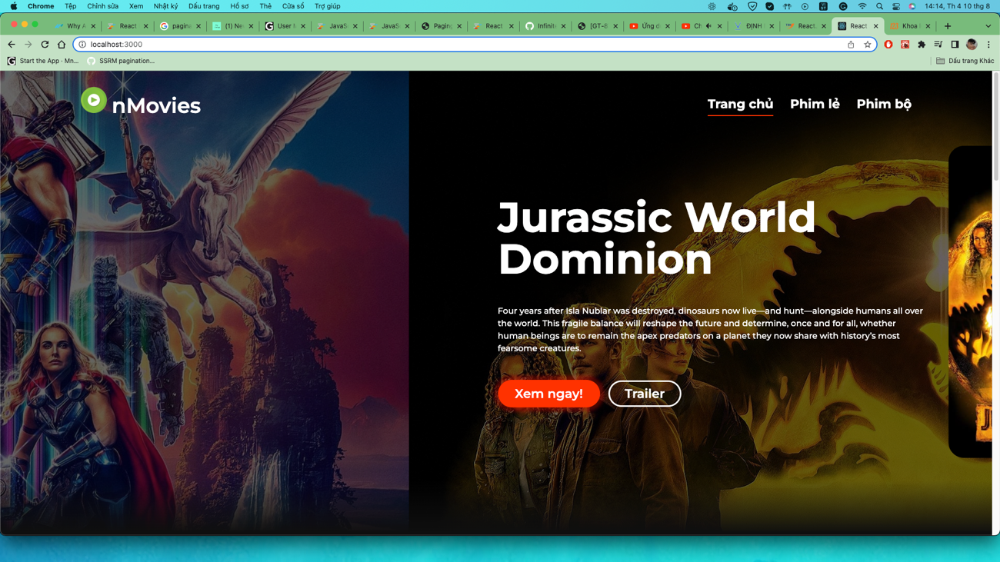 Chrome Tệp Chỉnh sửa Xem Nhật ký Dấu trang Hồ sơ Thẻ Cửa sổ Trợ giúp 14:14, Th 4 10 thg 8
Why A React pagina (1) Ne User M JavaS JavaS Paging React Infinite [GT-8 Ứng d Ch ĐỊNH React. React Khoa
localhost:3000
Start the App · Mn... SSRM pagination... Dấu trang Khác
nMovies Trang chủ Phim lẻ Phim bộ
Jurassic World
Dominion
Four years after Isla Nublar was destroyed, dinosaurs now live—and hunt—alongside humans all over
the world. This fragile balance will reshape the future and determine, once and for all, whether
human beings are to remain the apex predators on a planet they now share with history’s most
fearsome creatures.
Xem ngay! Trailer